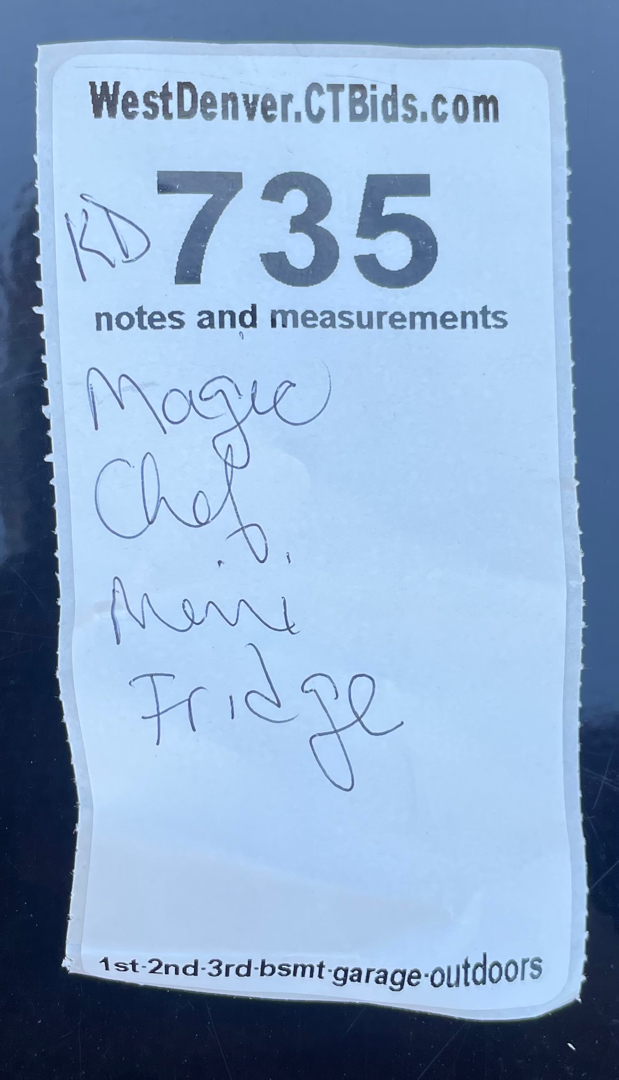 WestDenver.CTBids.com
KD 735
notes and measurements
Magic
Chef
Mini
Fridge
1st-2nd-3rd-bsmt-garage-outdoors